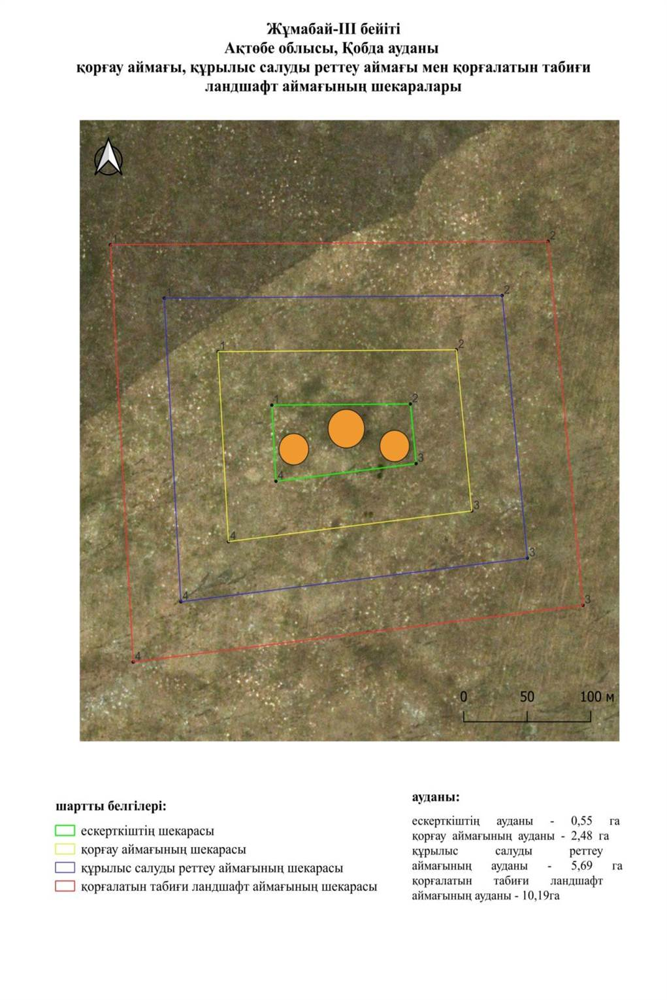 Жұмабай-III бейіті
Ақтөбе облысы, Қобда ауданы
қорғау аймағы, құрылыс салуды реттеу аймағы мен қорғалатын табиғи
ландшафт аймағының шекаралары
1
2
1
2
1
2
1
2
3
4
3
4
3
4
3
4
0 50 100 м
шартты белгілері:
ескерткіштің шекарасы
қорғау аймағының шекарасы
құрылыс салуды реттеу аймағының шекарасы
қорғалатын табиғи ландшафт аймағының шекарасы
ауданы:
ескерткіштің ауданы - 0,55 га
қорғау аймағының ауданы - 2,48 га
құрылыс салуды реттеу
аймағының ауданы - 5,69 га
қорғалатын табиғи ландшафт
аймағының ауданы - 10,19га